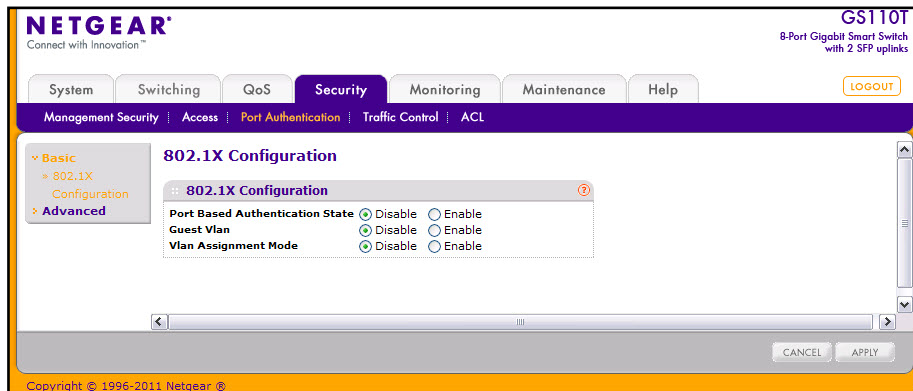 NETGEAR®
Connect with Innovation™
GS110T
8-Port Gigabit Smart Switch
with 2 SFP uplinks
System Switching QoS Security Monitoring Maintenance Help LOGOUT
Management Security Access Port Authentication Traffic Control ACL
Basic
» 802.1X
Configuration
Advanced
802.1X Configuration
802.1X Configuration ?
Port Based Authentication State Disable Enable
Guest Vlan Disable Enable
Vlan Assignment Mode Disable Enable
CANCEL APPLY
Copyright © 1996-2011 Netgear ®